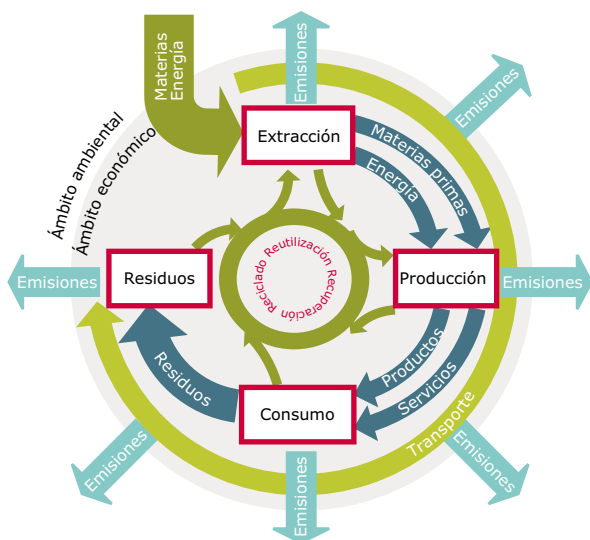 Materias
Energía
Emisiones
Emisiones
Extracción
Materias primas
Energía
Ámbito ambiental
Ámbito económico
Reciclado Reutilización Recuperación
Emisiones
Residuos
Producción
Emisiones
Residuos
Productos
Servicios
Consumo
Transporte
Emisiones
Emisiones
Emisiones